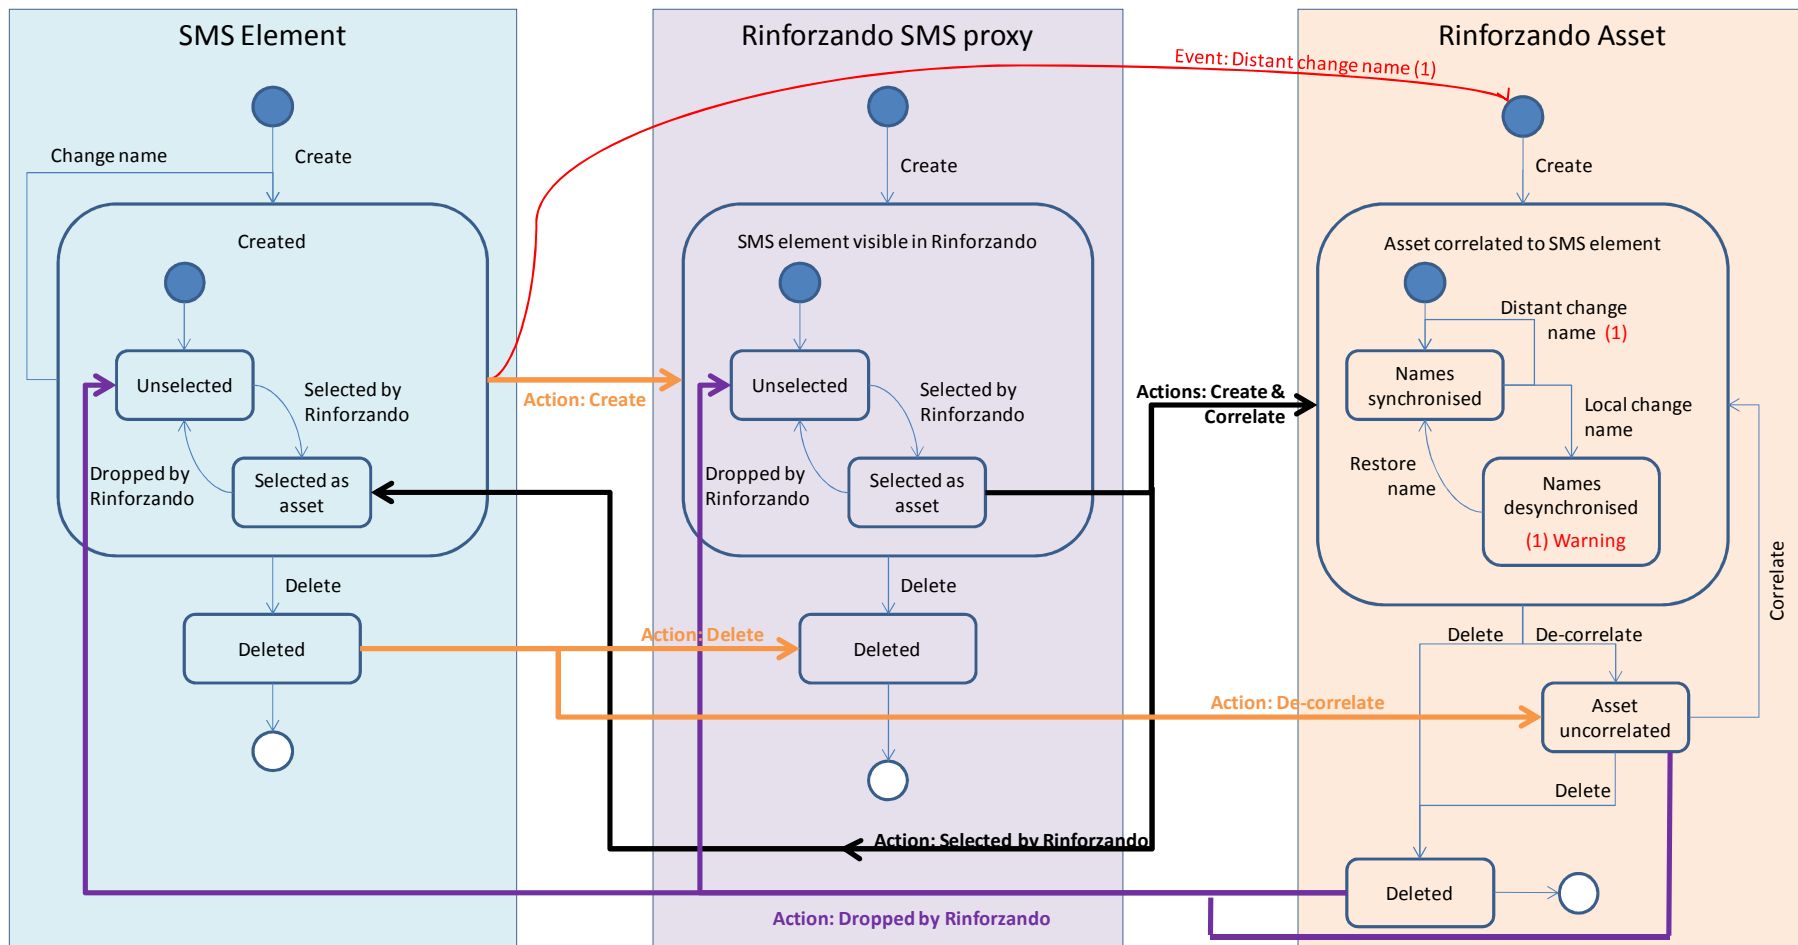 SMS Element
Rinforzando SMS proxy
Rinforzando Asset
Event: Distant change name (1)
Change name
Create
Create
Create
Created
SMS element visible in Rinforzando
Asset correlated to SMS element
Distant change
name (1)
Unselected
Selected by
Rinforzando
Action: Create
Unselected
Selected by
Rinforzando
Actions: Create &
Correlate
Names
synchronised
Local change
name
Dropped by
Rinforzando
Selected as
asset
Dropped by
Rinforzando
Selected as
asset
Restore
name
Names
desynchronised
(1) Warning
Correlate
Delete
Delete
Delete
De-correlate
Deleted
Action: Delete
Deleted
Action: De-correlate
Asset
uncorrelated
Delete
Action: Selected by Rinforzando
Deleted
Action: Dropped by Rinforzando